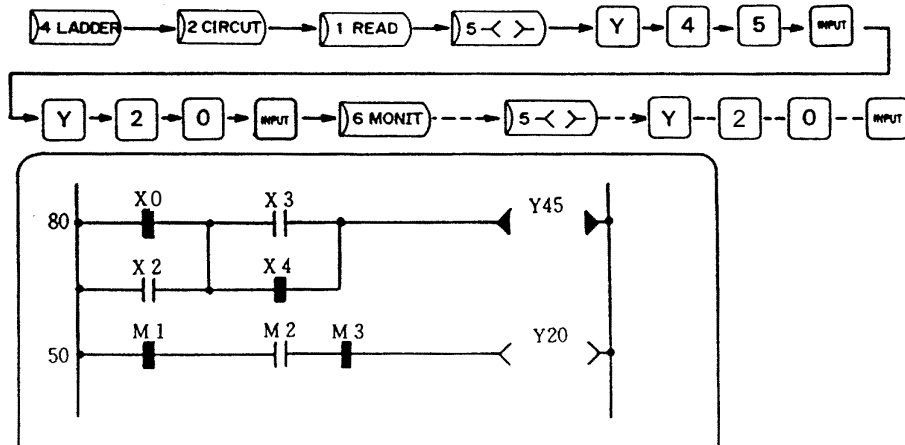 4 LADDER 2 CIRCUT 1 READ 5 -< >- Y 4 5 INPUT
Y 2 0 INPUT 6 MONIT 5 -< >- Y 2 0 INPUT
X0 X3 Y45
80
X2 X4
M1 M2 M3 Y20
50